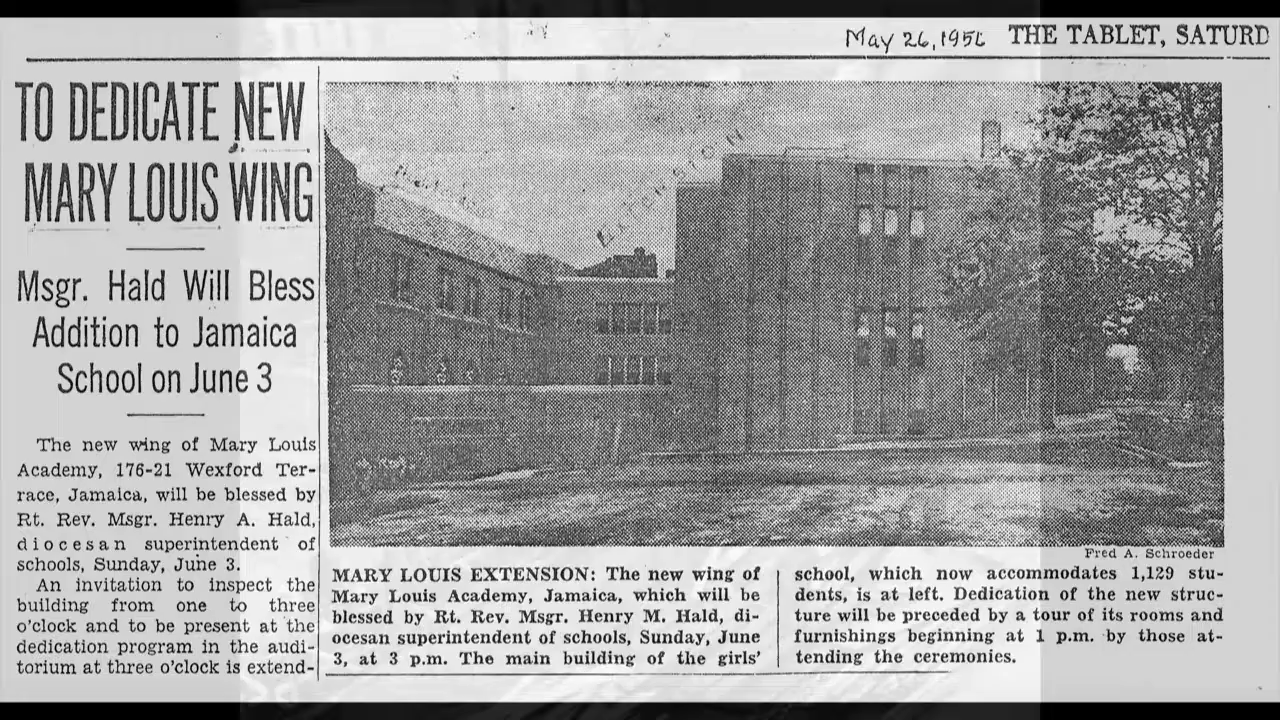 May 26, 1956 THE TABLET, SATURD
TO DEDICATE NEW
MARY LOUIS WING
Msgr. Hald Will Bless
Addition to Jamaica
School on June 3
The new wing of Mary Louis
Academy, 176-21 Wexford Ter-
race, Jamaica, will be blessed by
Rt. Rev. Msgr. Henry A. Hald,
diocesan superintendent of
schools, Sunday, June 3.
An invitation to inspect the
building from one to three
o'clock and to be present at the
dedication program in the audi-
torium at three o'clock is extend-
Fred A. Schroeder
MARY LOUIS EXTENSION: The new wing of
Mary Louis Academy, Jamaica, which will be
blessed by Rt. Rev. Msgr. Henry M. Hald, di-
ocesan superintendent of schools, Sunday, June
3, at 3 p.m. The main building of the girls'
school, which now accommodates 1,129 stu-
dents, is at left. Dedication of the new struc-
ture will be preceded by a tour of its rooms and
furnishings beginning at 1 p.m. by those at-
tending the ceremonies.